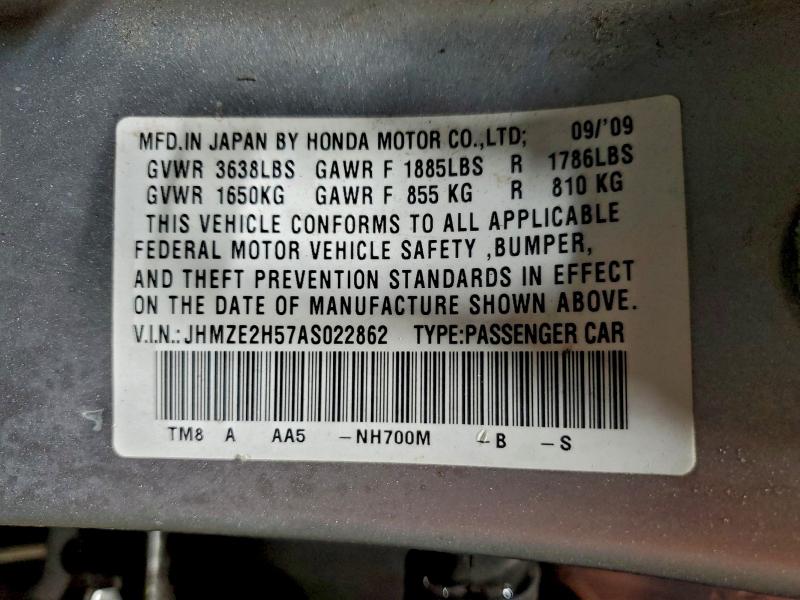 MFD.IN JAPAN BY HONDA MOTOR CO.,LTD; 09/'09
GVWR 3638LBS GAWR F 1885LBS R 1786LBS
GVWR 1650KG GAWR F 855 KG R 810 KG
THIS VEHICLE CONFORMS TO ALL APPLICABLE
FEDERAL MOTOR VEHICLE SAFETY ,BUMPER,
AND THEFT PREVENTION STANDARDS IN EFFECT
ON THE DATE OF MANUFACTURE SHOWN ABOVE.
V.I.N.:JHMZE2H57AS022862 TYPE:PASSENGER CAR
TM8 A AA5 -NH700M -B -S